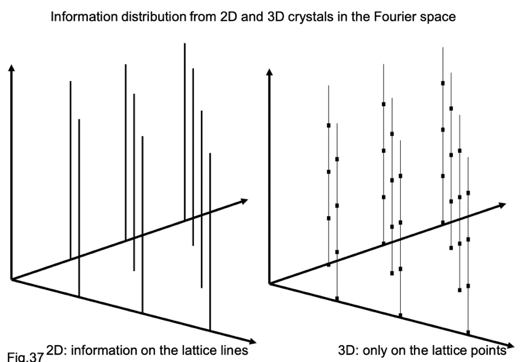 Information distribution from 2D and 3D crystals in the Fourier space
Fig.37 2D: information on the lattice lines
3D: only on the lattice points